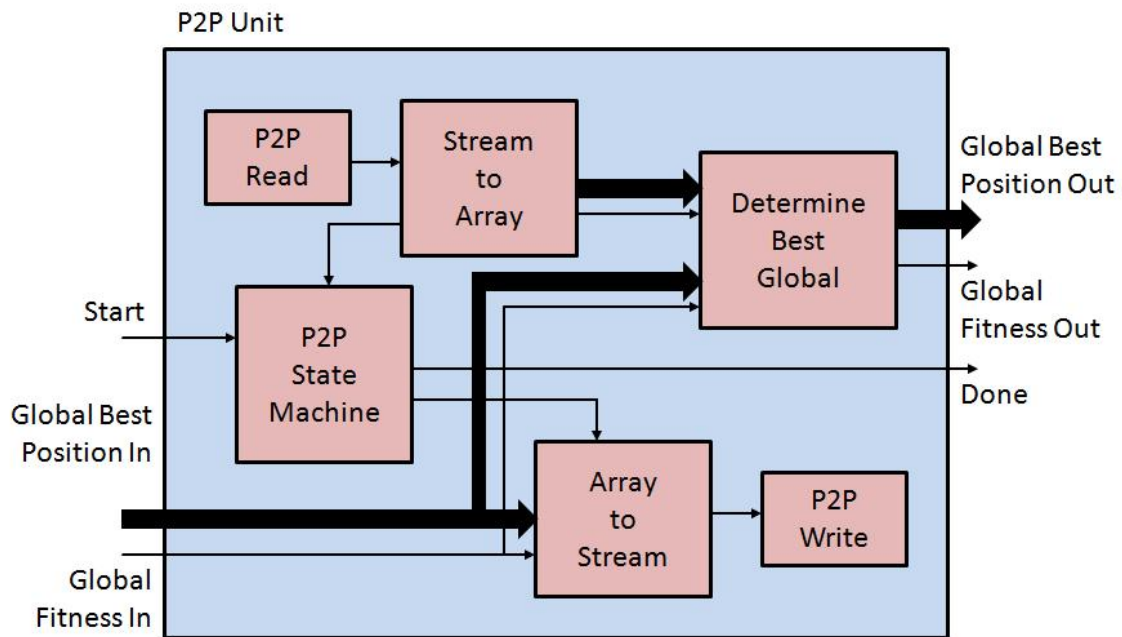 P2P Unit
P2P
Read
Stream
to
Array
Determine
Best
Global
Global Best
Position Out
Global
Fitness Out
Start
P2P
State
Machine
Done
Global Best
Position In
Array
to
Stream
P2P
Write
Global
Fitness In